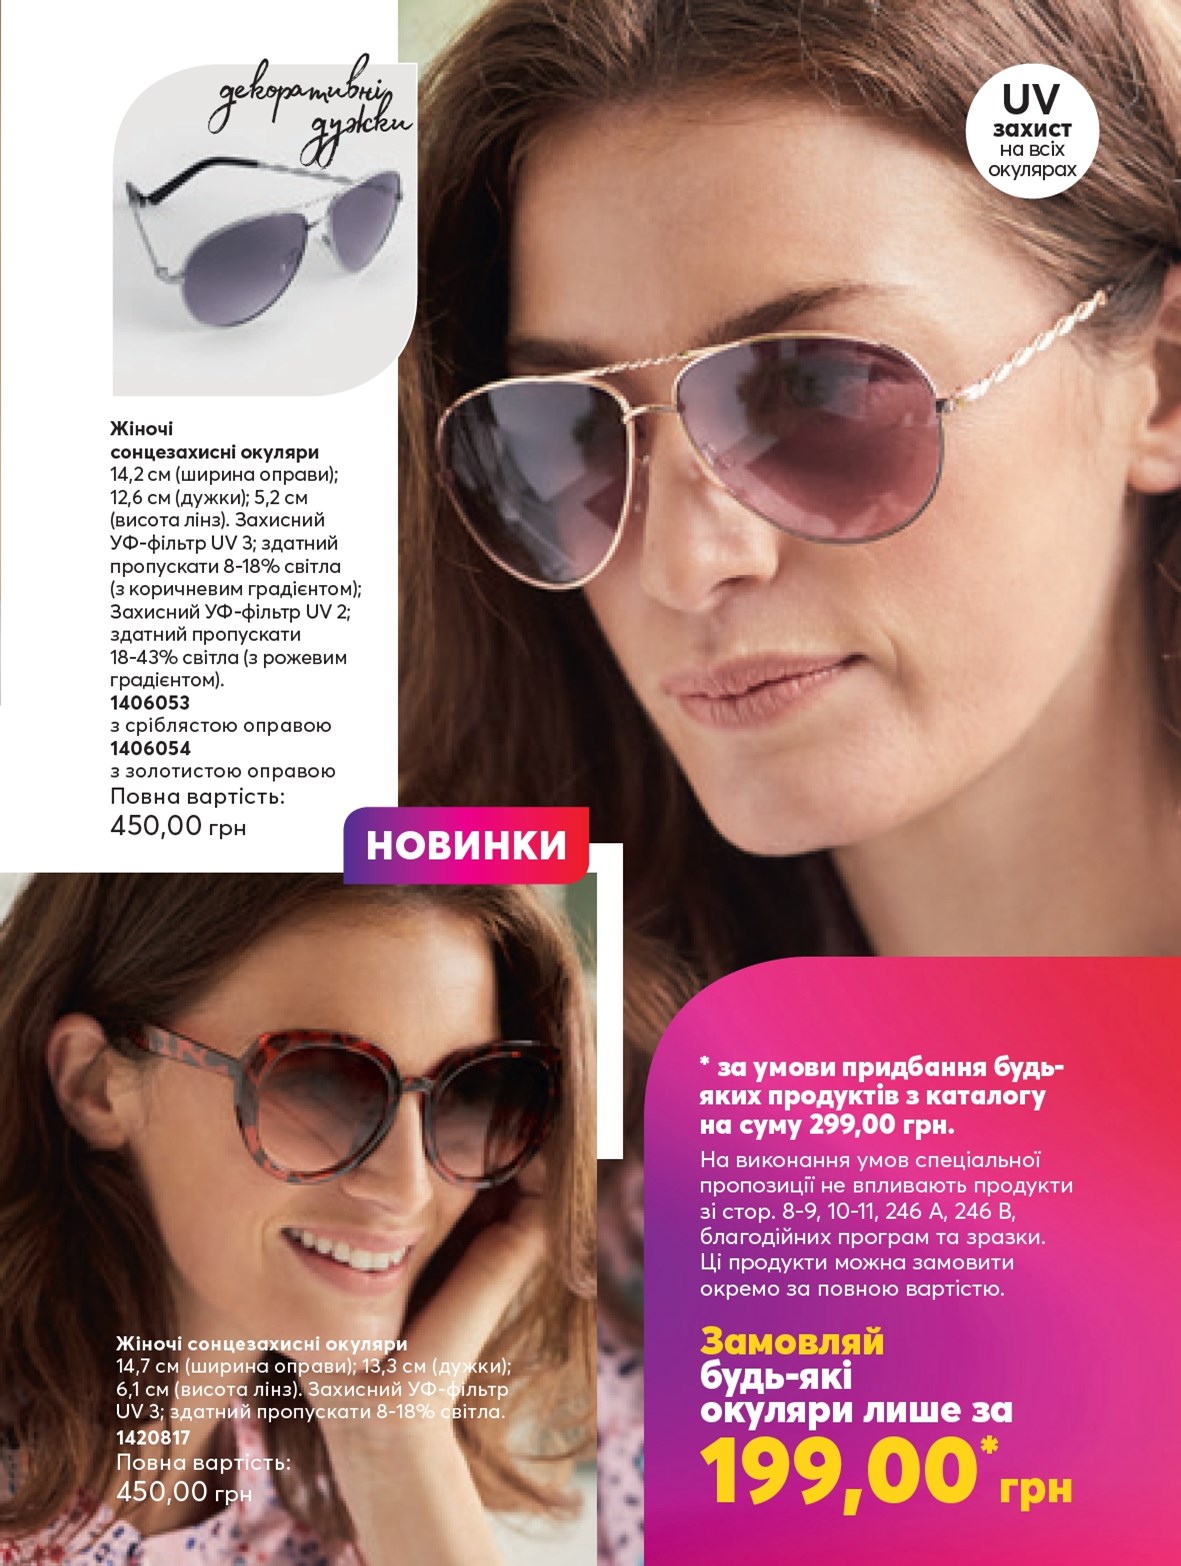 декоративні
дужки
UV
захист
на всіх
окулярах
Жіночі
сонцезахисні окуляри
14,2 см (ширина оправи);
12,6 см (дужки); 5,2 см
(висота лінз). Захисний
УФ-фільтр UV 3; здатний
пропускати 8-18% світла
(з коричневим градієнтом);
Захисний УФ-фільтр UV 2;
здатний пропускати
18-43% світла (з рожевим
градієнтом).
1406053
з сріблястою оправою
1406054
з золотистою оправою
Повна вартість:
450,00 грн
НОВИНКИ
Жіночі сонцезахисні окуляри
14,7 см (ширина оправи); 13,3 см (дужки);
6,1 см (висота лінз). Захисний УФ-фільтр
UV 3; здатний пропускати 8-18% світла.
1420817
Повна вартість:
450,00 грн
* за умови придбання будь-
яких продуктів з каталогу
на суму 299,00 грн.
На виконання умов спеціальної
пропозиції не впливають продукти
зі стор. 8-9, 10-11, 246 А, 246 В,
благодійних програм та зразки.
Ці продукти можна замовити
окремо за повною вартістю.
Замовляй
будь-які
окуляри лише за
199,00* грн